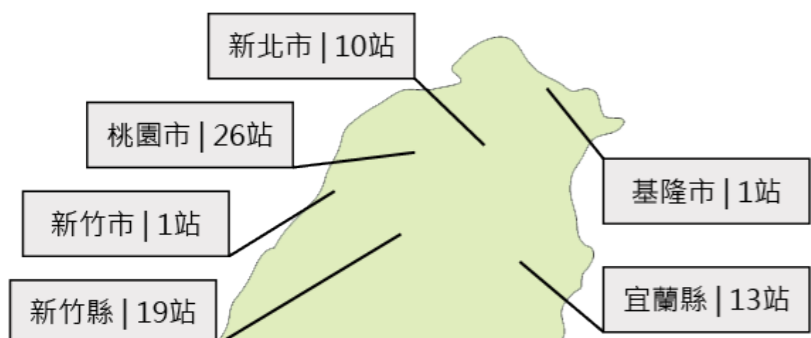 新北市 | 10站
桃園市 | 26站
新竹市 | 1站
基隆市 | 1站
新竹縣 | 19站
宜蘭縣 | 13站